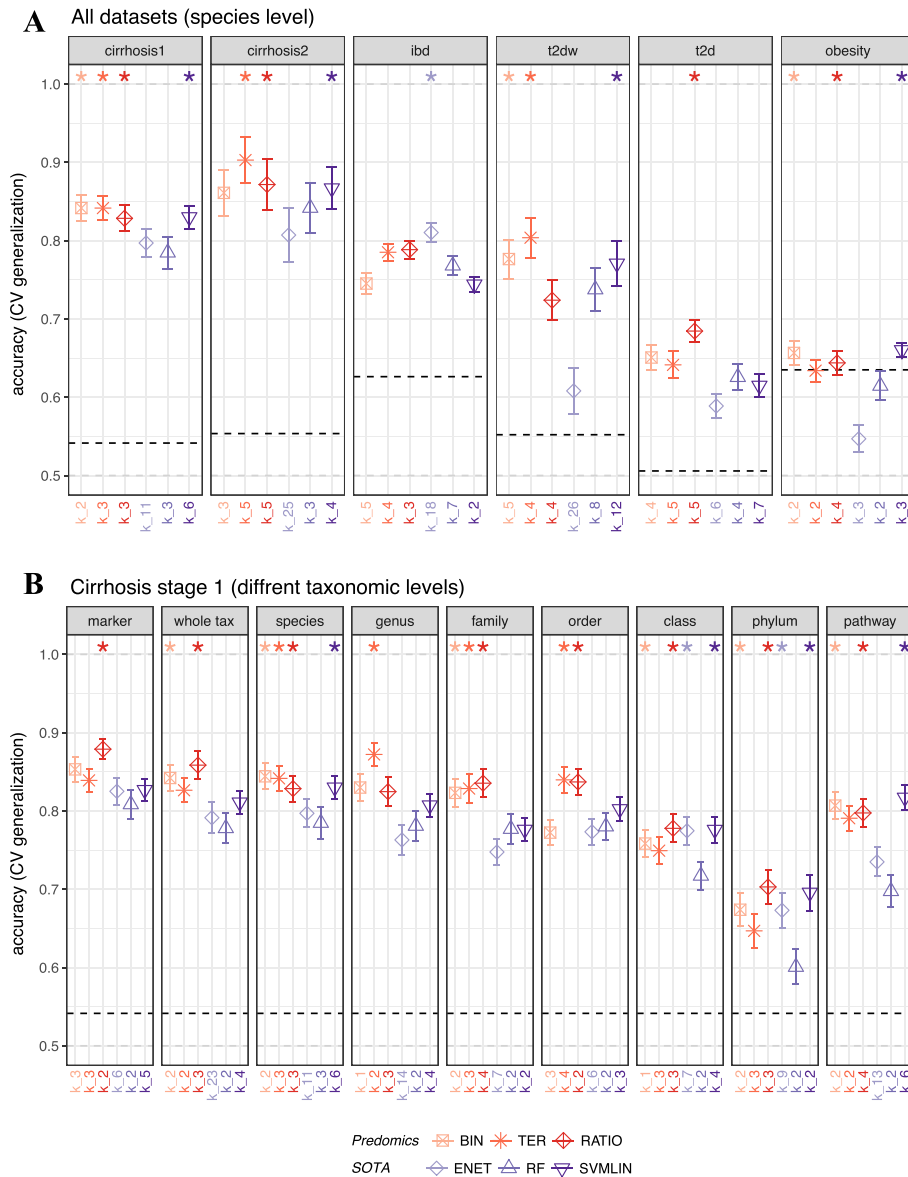 A All datasets (species level)
cirrhosis1 cirrhosis2 ibd t2dw t2d obesity
* * * * * * * * * * * * * * *
accuracy (CV generalization)
1.0
0.9
0.8
0.7
0.6
0.5
k_2 k_3 k_3 k_11 k_3 k_6 k_3 k_5 k_5 k_25 k_3 k_4 k_5 k_4 k_3 k_18 k_7 k_2 k_5 k_4 k_4 k_26 k_8 k_12 k_4 k_5 k_5 k_6 k_4 k_7 k_2 k_2 k_4 k_3 k_2 k_3
B Cirrhosis stage 1 (diffrent taxonomic levels)
marker whole tax species genus family order class phylum pathway
* * * * * * * * * * * * * * * * * * * * * * * * *
accuracy (CV generalization)
1.0
0.9
0.8
0.7
0.6
0.5
k_3 k_3 k_2 k_6 k_2 k_5 k_2 k_2 k_3 k_23 k_2 k_4 k_2 k_3 k_3 k_11 k_3 k_6 k_1 k_2 k_3 k_14 k_2 k_4 k_2 k_3 k_4 k_7 k_2 k_2 k_3 k_4 k_2 k_6 k_2 k_3 k_1 k_3 k_3 k_7 k_2 k_4 k_2 k_3 k_3 k_9 k_2 k_2 k_2 k_2 k_4 k_13 k_2 k_6
Predomics BIN TER RATIO
SOTA ENET RF SVMLIN